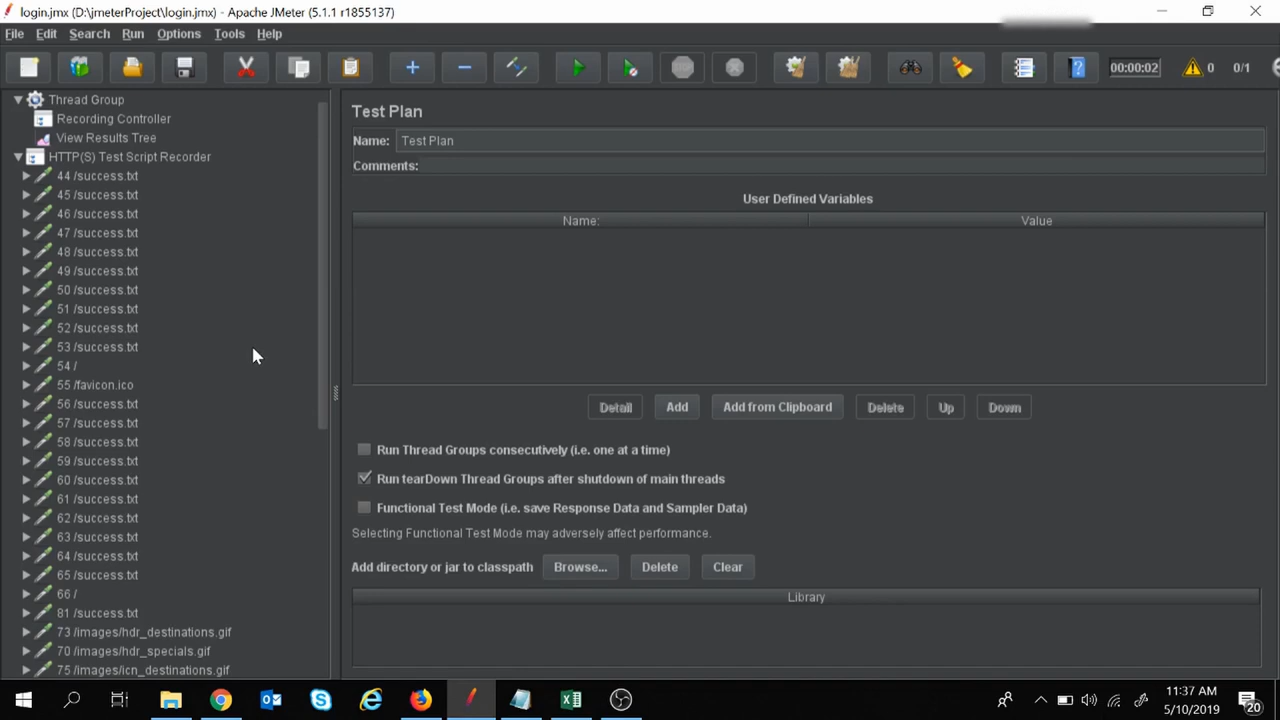 login.jmx (D:\jmeterProject\login.jmx) - Apache JMeter (5.1.1 r1855137)
File Edit Search Run Options Tools Help
00:00:02 0 0/1
Thread Group
Recording Controller
View Results Tree
HTTP(S) Test Script Recorder
44 /success.txt
45 /success.txt
46 /success.txt
47 /success.txt
48 /success.txt
49 /success.txt
50 /success.txt
51 /success.txt
52 /success.txt
53 /success.txt
54 /
55 /favicon.ico
56 /success.txt
57 /success.txt
58 /success.txt
59 /success.txt
60 /success.txt
61 /success.txt
62 /success.txt
63 /success.txt
64 /success.txt
65 /success.txt
66 /
81 /success.txt
73 /images/hdr_destinations.gif
70 /images/hdr_specials.gif
75 /images/icn_destinations.gif
Test Plan
Name: Test Plan
Comments:
User Defined Variables
Name: Value
Detail Add Add from Clipboard Delete Up Down
Run Thread Groups consecutively (i.e. one at a time)
Run tearDown Thread Groups after shutdown of main threads
Functional Test Mode (i.e. save Response Data and Sampler Data)
Selecting Functional Test Mode may adversely affect performance.
Add directory or jar to classpath Browse... Delete Clear
Library
11:37 AM
5/10/2019
20